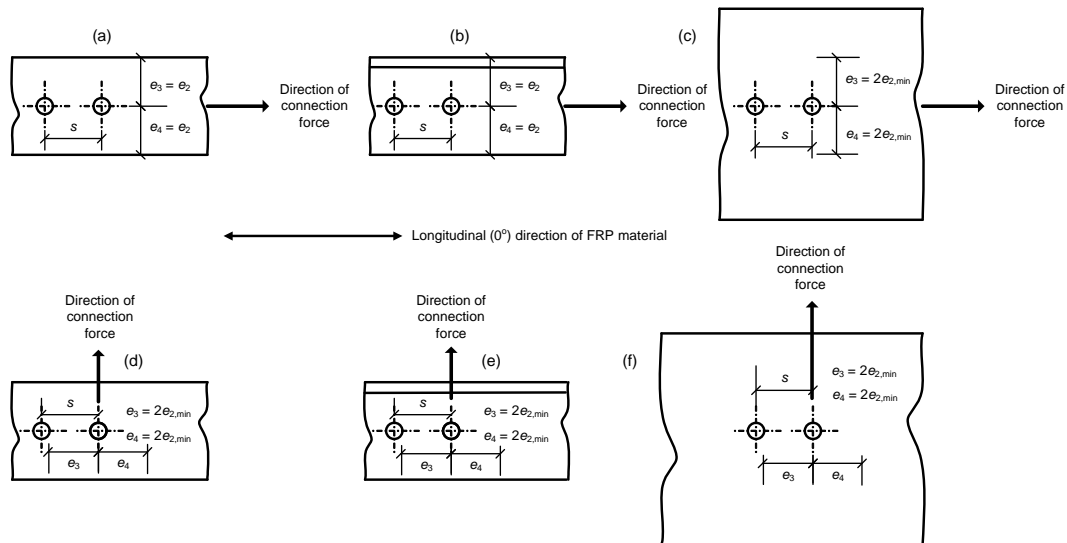 (a)
e3 = e2
e4 = e2
s
Direction of
connection
force
(b)
e3 = e2
e4 = e2
s
Direction of
connection
force
(c)
e3 = 2e2,min
e4 = 2e2,min
s
Direction of
connection
force
Longitudinal (0°) direction of FRP material
Direction of
connection
force
(d)
s
e3 = 2e2,min
e4 = 2e2,min
e3
e4
Direction of
connection
force
(e)
s
e3 = 2e2,min
e4 = 2e2,min
e3
e4
Direction of
connection
force
(f)
s
e3 = 2e2,min
e4 = 2e2,min
e3
e4